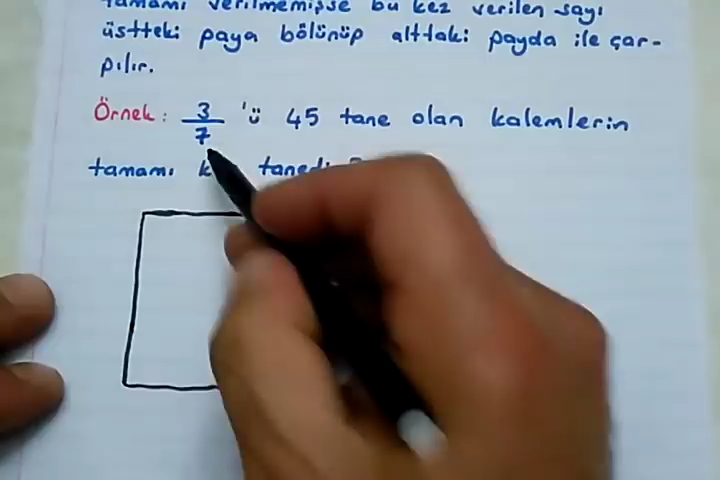 tamamı verilmemişse bu kez verilen sayı
üstteki paya bölünüp alttaki payda ile çar-
pılır.
Örnek: 3/7 'ü 45 tane olan kalemlerin
tamamı